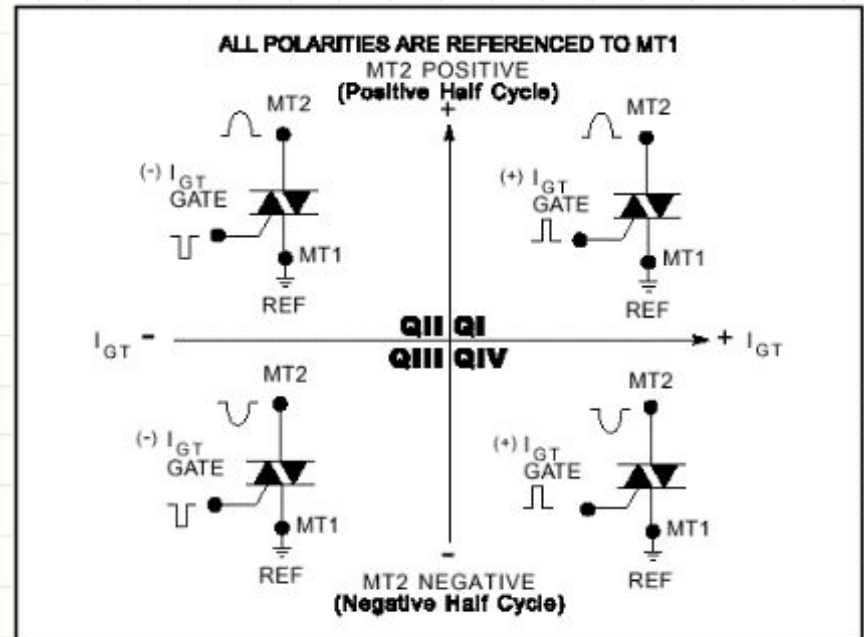 ALL POLARITIES ARE REFERENCED TO MT1
MT2 POSITIVE
(Positive Half Cycle)
+
MT2
(-) IGT
GATE
MT1
REF
MT2
(+) IGT
GATE
MT1
REF
IGT -
QII QI
QIII QIV
+ IGT
MT2
(-) IGT
GATE
MT1
REF
MT2
(+) IGT
GATE
MT1
REF
-
MT2 NEGATIVE
(Negative Half Cycle)